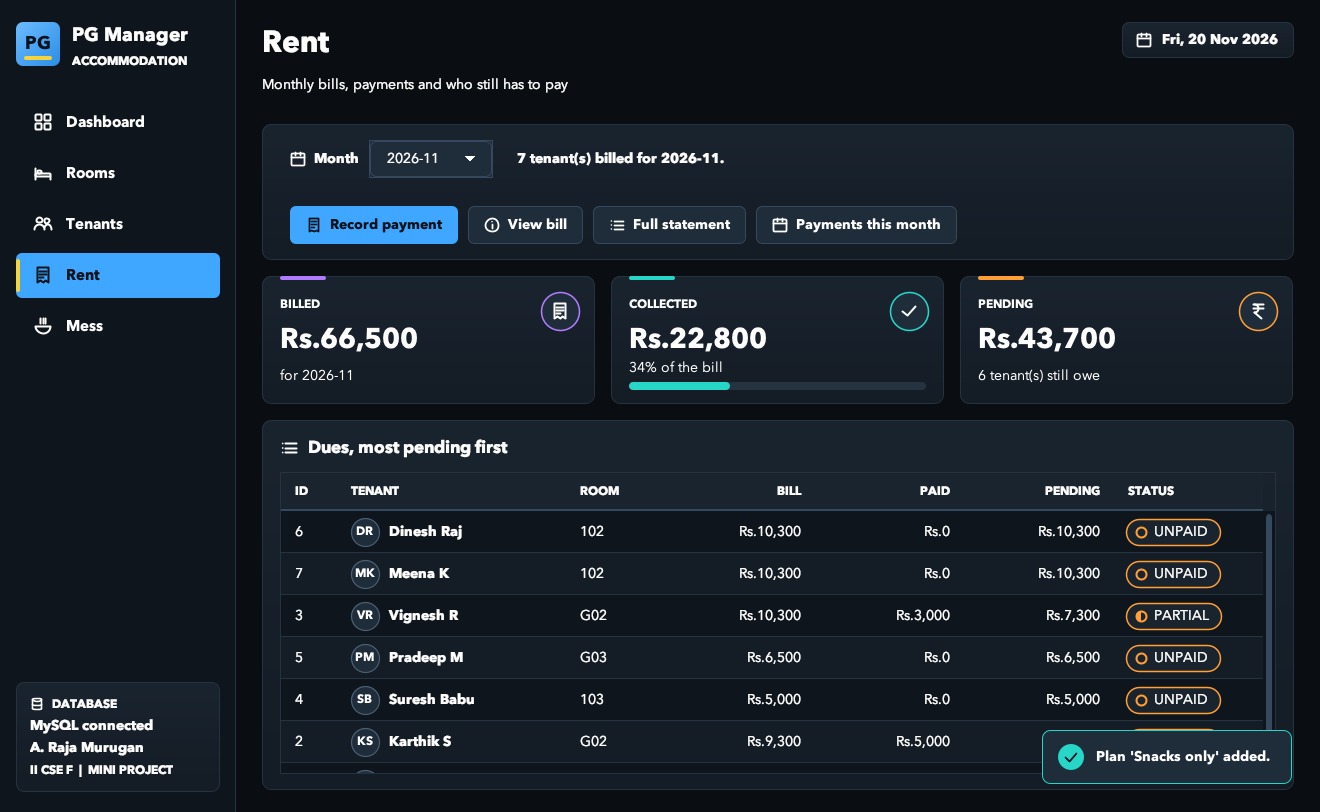 PG
PG Manager
ACCOMMODATION
Dashboard
Rooms
Tenants
Rent
Mess
DATABASE
MySQL connected
A. Raja Murugan
II CSE F | MINI PROJECT
Rent
Fri, 20 Nov 2026
Monthly bills, payments and who still has to pay
Month 2026-11 7 tenant(s) billed for 2026-11.
Record payment View bill Full statement Payments this month
BILLED
Rs.66,500
for 2026-11
COLLECTED
Rs.22,800
34% of the bill
PENDING
Rs.43,700
6 tenant(s) still owe
₹
Dues, most pending first
ID TENANT ROOM BILL PAID PENDING STATUS
6 DR Dinesh Raj 102 Rs.10,300 Rs.0 Rs.10,300 UNPAID
7 MK Meena K 102 Rs.10,300 Rs.0 Rs.10,300 UNPAID
3 VR Vignesh R G02 Rs.10,300 Rs.3,000 Rs.7,300 PARTIAL
5 PM Pradeep M G03 Rs.6,500 Rs.0 Rs.6,500 UNPAID
4 SB Suresh Babu 103 Rs.5,000 Rs.0 Rs.5,000 UNPAID
2 KS Karthik S G02 Rs.9,300 Rs.5,000
Plan 'Snacks only' added.